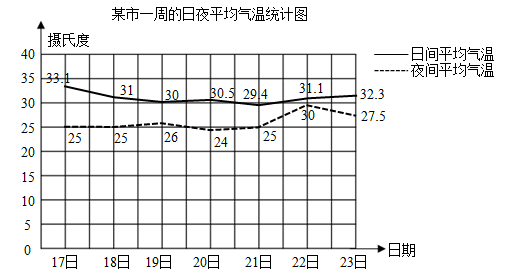 某市一周的日夜平均气温统计图
摄氏度
日间平均气温
夜间平均气温
40
35
30
25
20
15
10
5
0
33.1
31
30
30.5
29.4
31.1
32.3
25
25
26
24
25
30
27.5
17日
18日
19日
20日
21日
22日
23日
日期